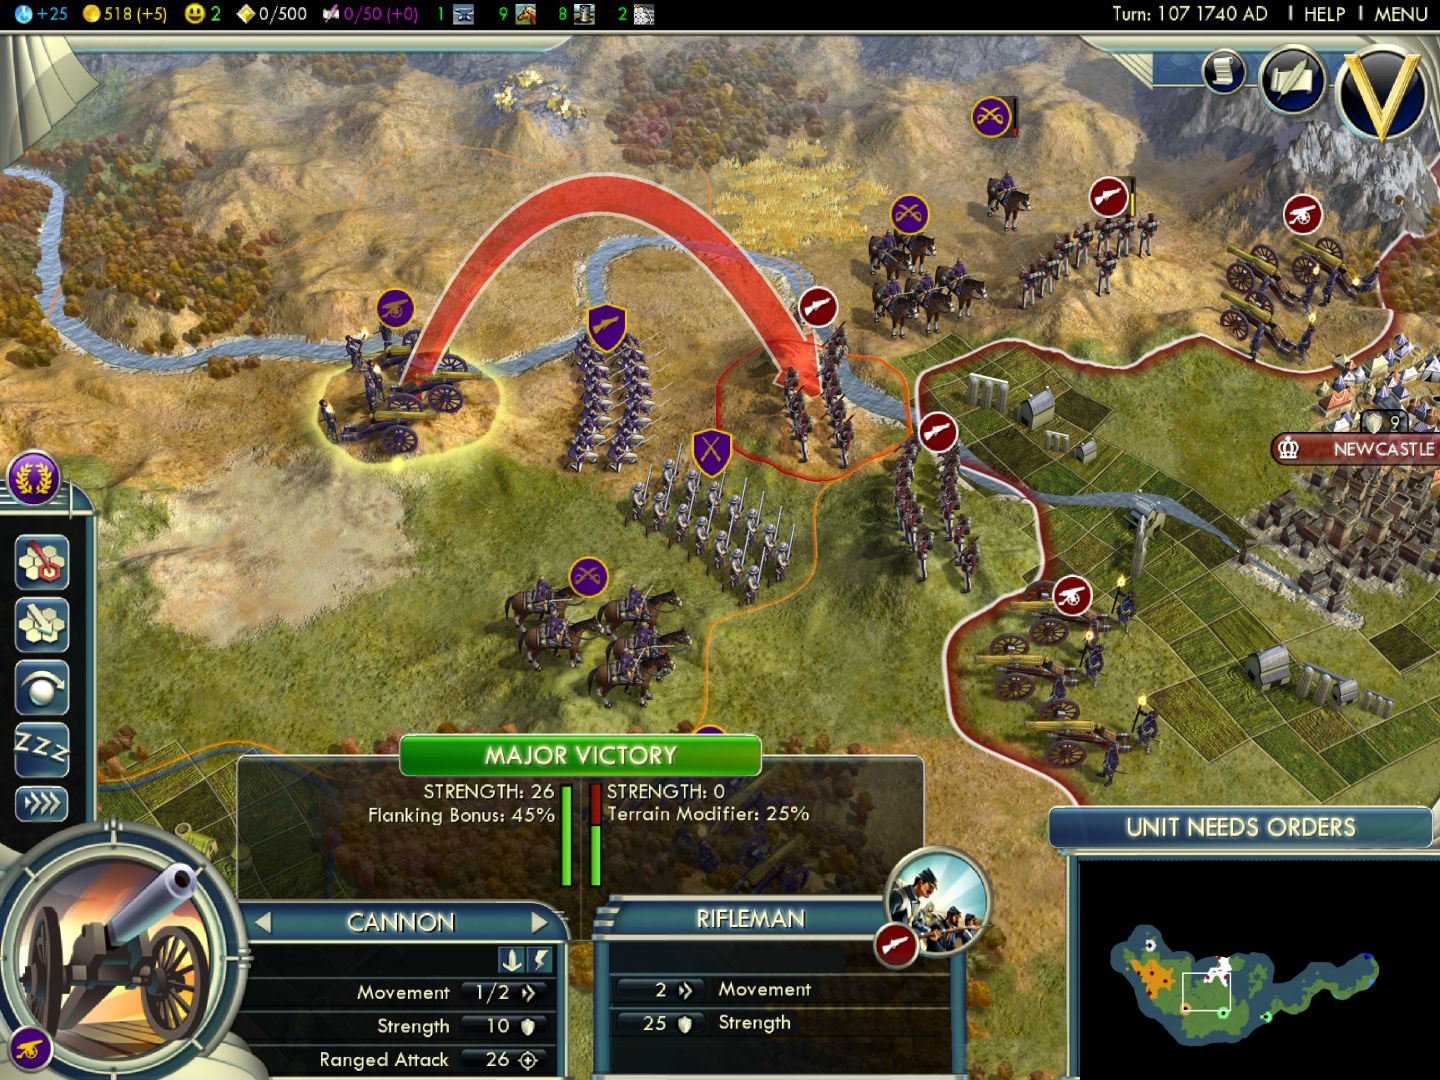 +25 518 (+5) 2 0/500 0/50 (+0) 1 9 8 2 Turn: 107 1740 AD | HELP | MENU
V
9
NEWCASTLE
ZZZ
MAJOR VICTORY
STRENGTH: 26 STRENGTH: 0
Flanking Bonus: 45% Terrain Modifier: 25%
UNIT NEEDS ORDERS
CANNON RIFLEMAN
Movement 1/2 2 Movement
Strength 10 25 Strength
Ranged Attack 26